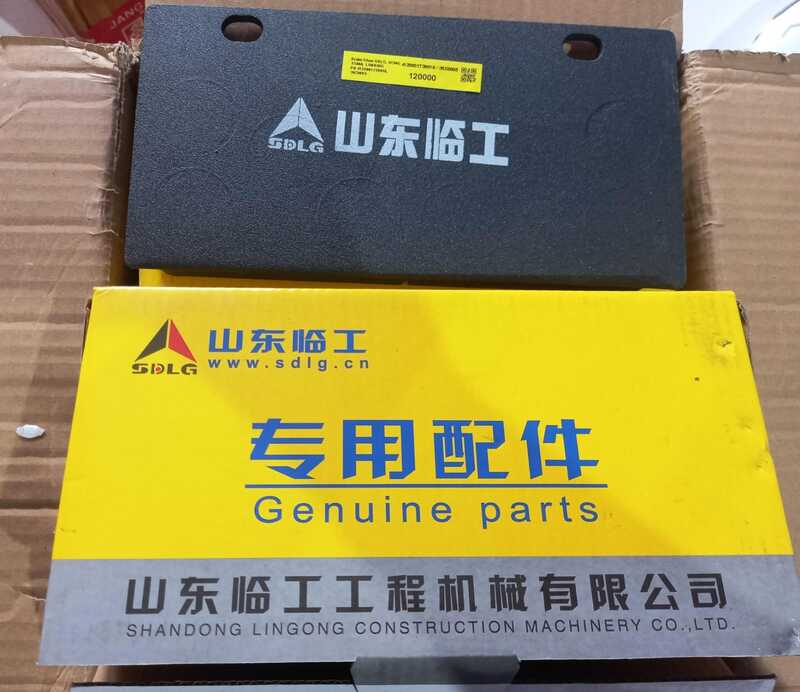 JANG
120000
SDLG 山东临工
SDLG 山东临工
www.sdlg.cn
专用配件
Genuine parts
山东临工工程机械有限公司
SHANDONG LINGONG CONSTRUCTION MACHINERY CO.,LTD.